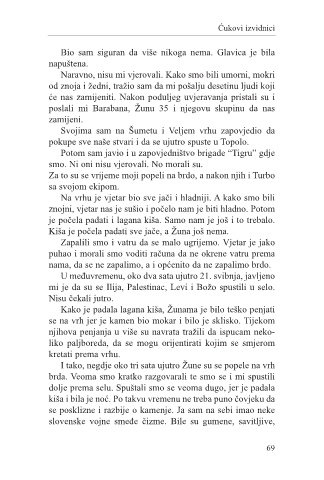 Ćukovi izvidnici
Bio sam siguran da više nikoga nema. Glavica je bila
napuštena.
Naravno, nisu mi vjerovali. Kako smo bili umorni, mokri
od znoja i žedni, tražio sam da mi pošalju desetinu ljudi koji
će nas zamijeniti. Nakon poduljeg uvjeravanja pristali su i
poslali mi Barabana, Žunu 35 i njegovu skupinu da nas
zamijeni.
Svojima sam na Šumetu i Veljem vrhu zapovjedio da
pokupe sve naše stvari i da se ujutro spuste u Topolo.
Potom sam javio i u zapovjedništvo brigade “Tigru” gdje
smo. Ni oni nisu vjerovali. No morali su.
Za to su se vrijeme moji popeli na brdo, a nakon njih i Turbo
sa svojom ekipom.
Na vrhu je vjetar bio sve jači i hladniji. A kako smo bili
znojni, vjetar nas je sušio i počelo nam je biti hladno. Potom
je počela padati i lagana kiša. Samo nam je još i to trebalo.
Kiša je počela padati sve jače, a Žuna još nema.
Zapalili smo i vatru da se malo ugrijemo. Vjetar je jako
puhao i morali smo voditi računa da ne okrene vatru prema
nama, da se ne zapalimo, a i općenito da ne zapalimo brdo.
U međuvremenu, oko dva sata ujutro 21. svibnja, javljeno
mi je da su se Ilija, Palestinac, Levi i Božo spustili u selo.
Nisu čekali jutro.
Kako je padala lagana kiša, Žunama je bilo teško penjati
se na vrh jer je kamen bio mokar i bilo je sklisko. Tijekom
njihova penjanja u više su navrata tražili da ispucam neko-
liko paljboreda, da se mogu orijentirati kojim se smjerom
kretati prema vrhu.
I tako, negdje oko tri sata ujutro Žune su se popele na vrh
brda. Veoma smo kratko razgovarali te smo se i mi spustili
dolje prema selu. Spuštali smo se veoma dugo, jer je padala
kiša i bila je noć. Po takvu vremenu ne treba puno čovjeku da
se posklizne i razbije o kamenje. Ja sam na sebi imao neke
slovenske vojne smeđe čizme. Bile su gumene, savitljive,
69